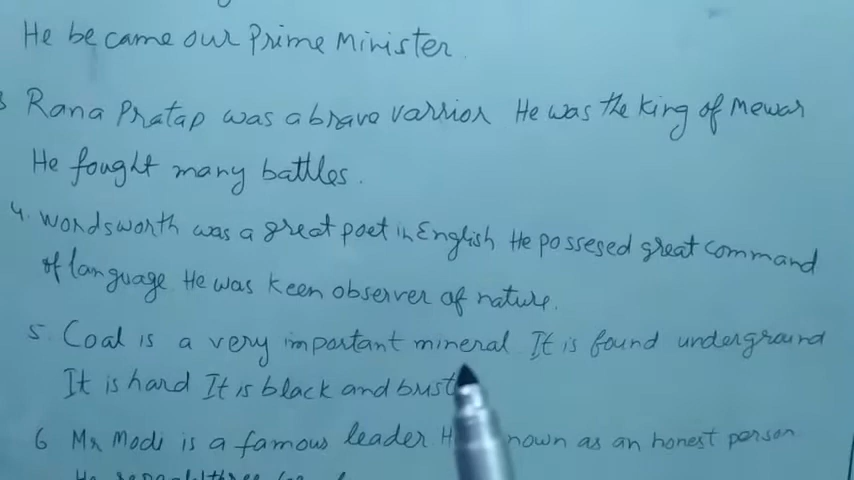 He became our Prime Minister.
3 Rana Pratap was a brave varrior He was the king of Mewar
He fought many battles.
4. Wordsworth was a great poet in English He possesed great command
of language He was keen observer of nature.
5. Coal is a very important mineral It is found underground
It is hard It is black and
6 Mr Modi is a famous leader nown as an honest person
He